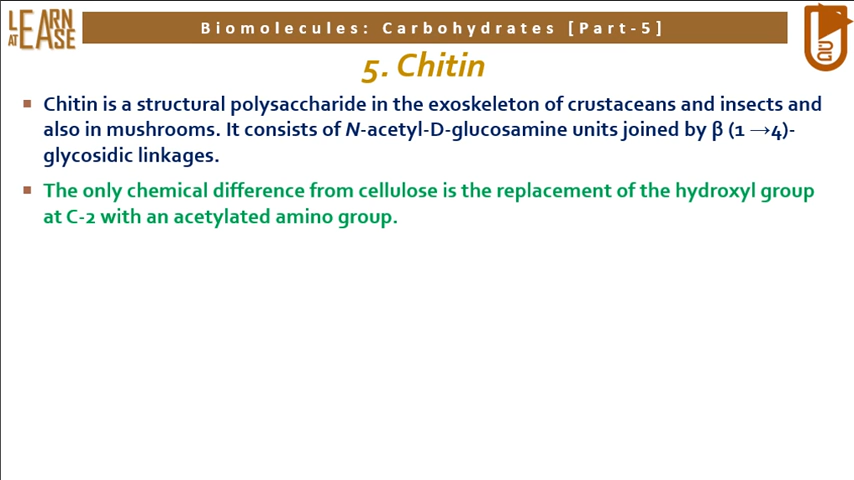 LEARN
AT EASE
Biomolecules: Carbohydrates [Part-5]
5. Chitin
Chitin is a structural polysaccharide in the exoskeleton of crustaceans and insects and
also in mushrooms. It consists of N-acetyl-D-glucosamine units joined by β (1 →4)-
glycosidic linkages.
The only chemical difference from cellulose is the replacement of the hydroxyl group
at C-2 with an acetylated amino group.